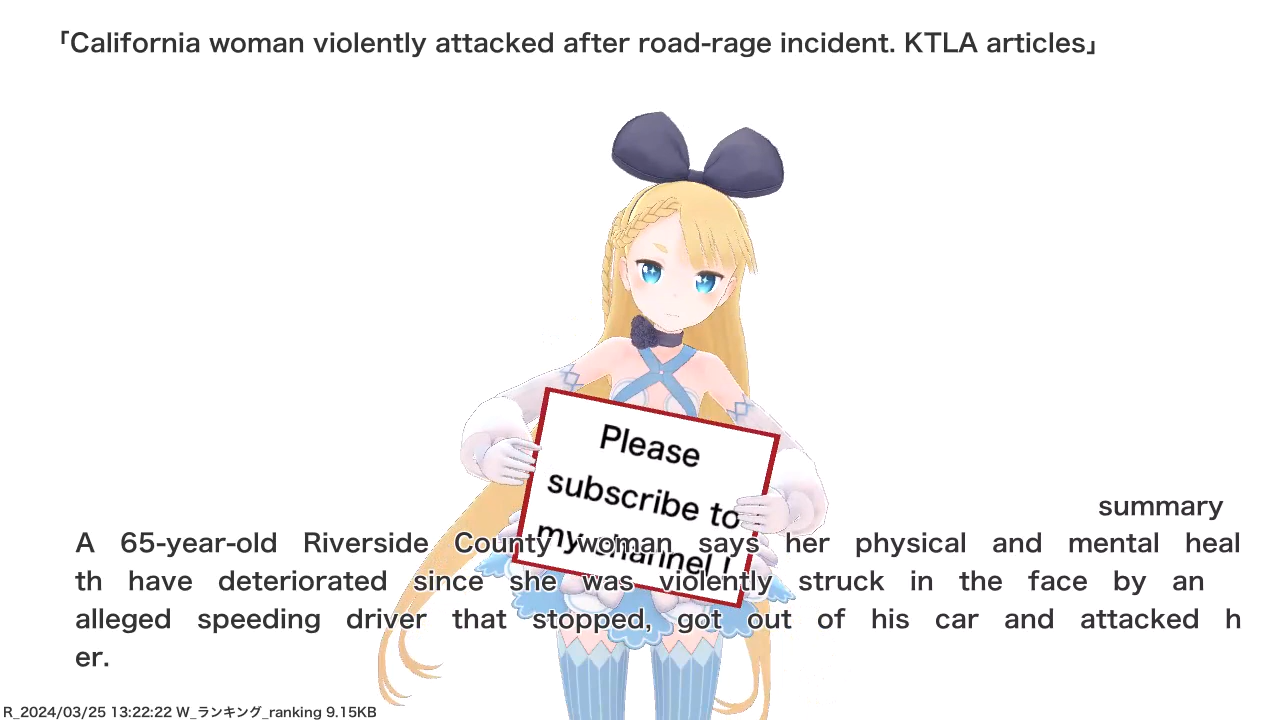 「California woman violently attacked after road-rage incident. KTLA articles」
Please
subscribe to
my channel !
summary
A 65-year-old Riverside County woman says her physical and mental heal
th have deteriorated since she was violently struck in the face by an
alleged speeding driver that stopped, got out of his car and attacked h
er.
R_2024/03/25 13:22:22 W_ランキング_ranking 9.15KB